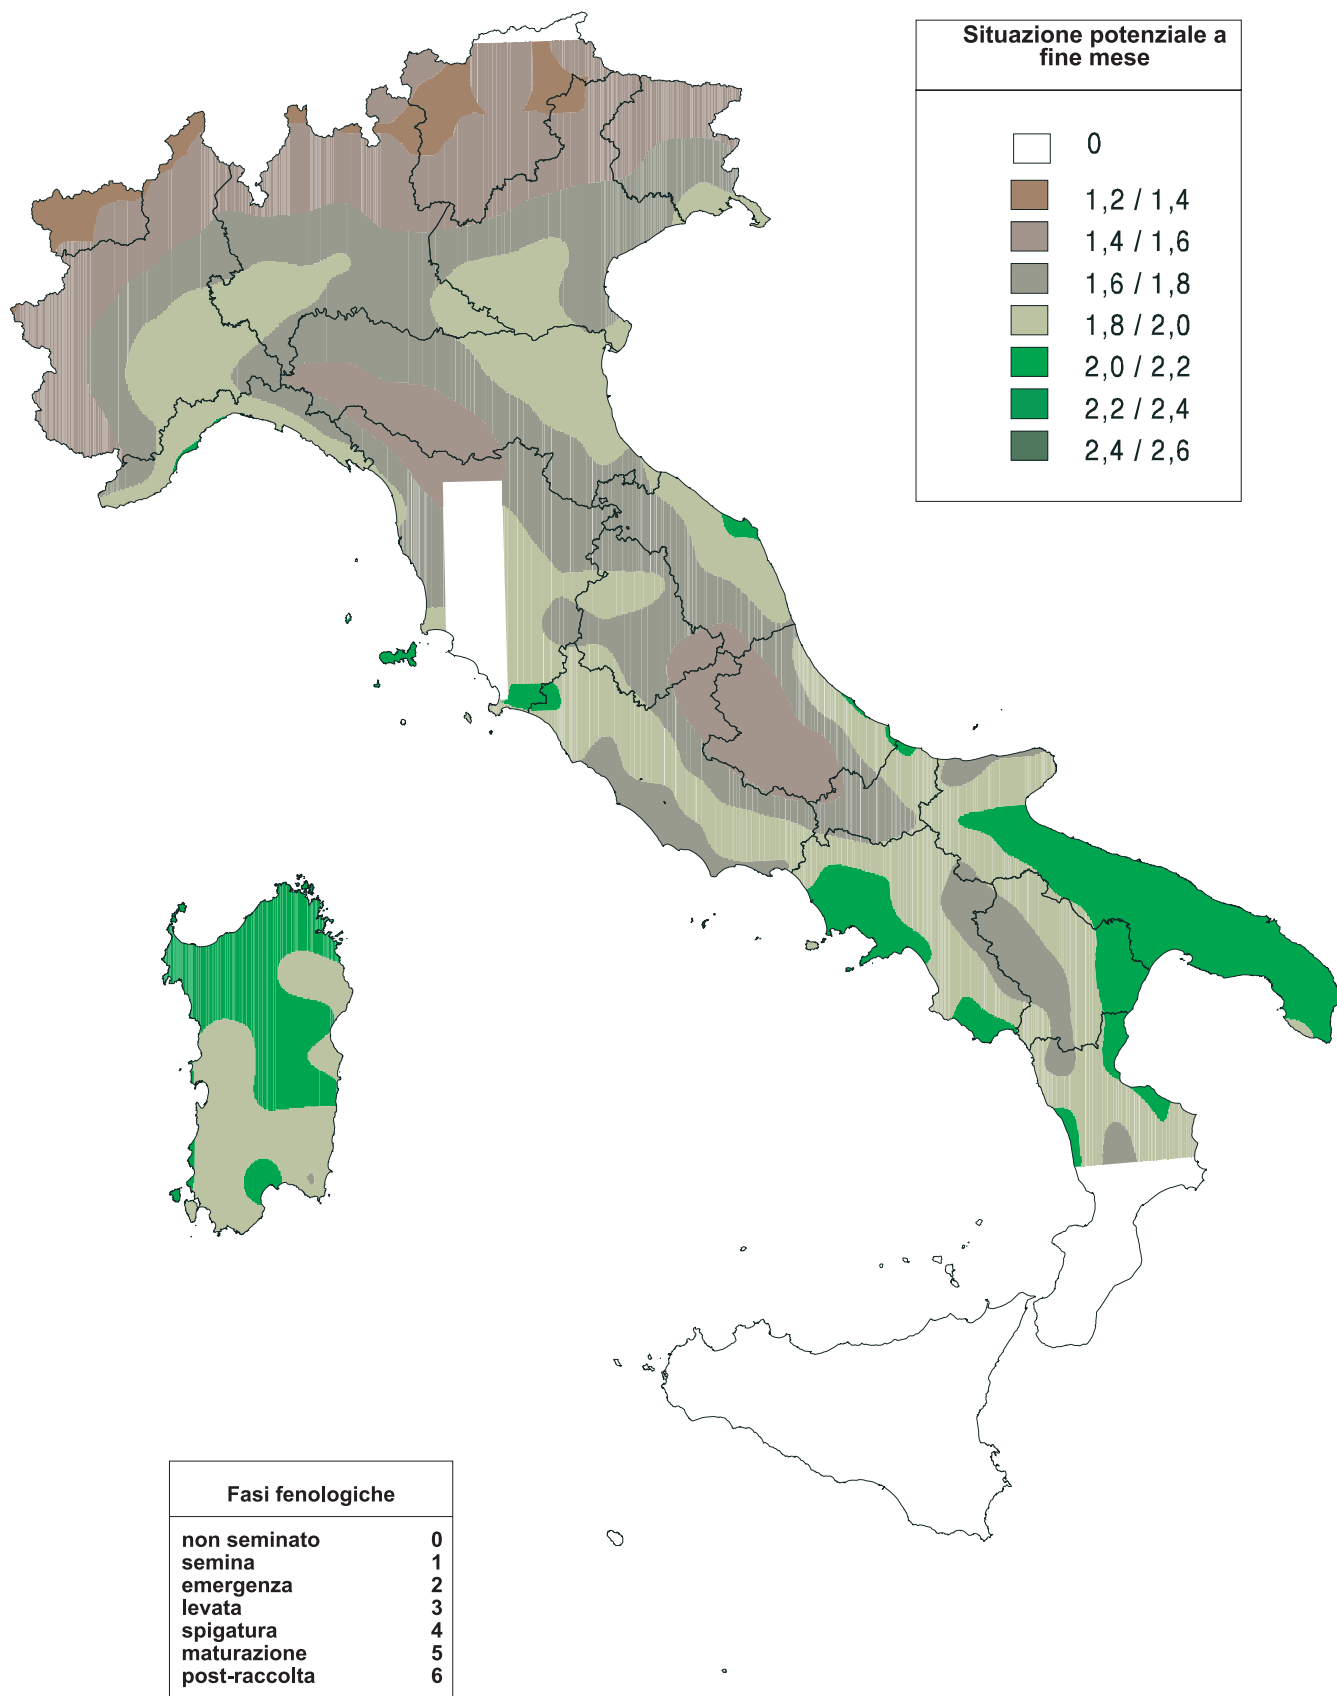 Situazione potenziale a
fine mese
0
1,2 / 1,4
1,4 / 1,6
1,6 / 1,8
1,8 / 2,0
2,0 / 2,2
2,2 / 2,4
2,4 / 2,6
Fasi fenologiche
non seminato 0
semina 1
emergenza 2
levata 3
spigatura 4
maturazione 5
post-raccolta 6